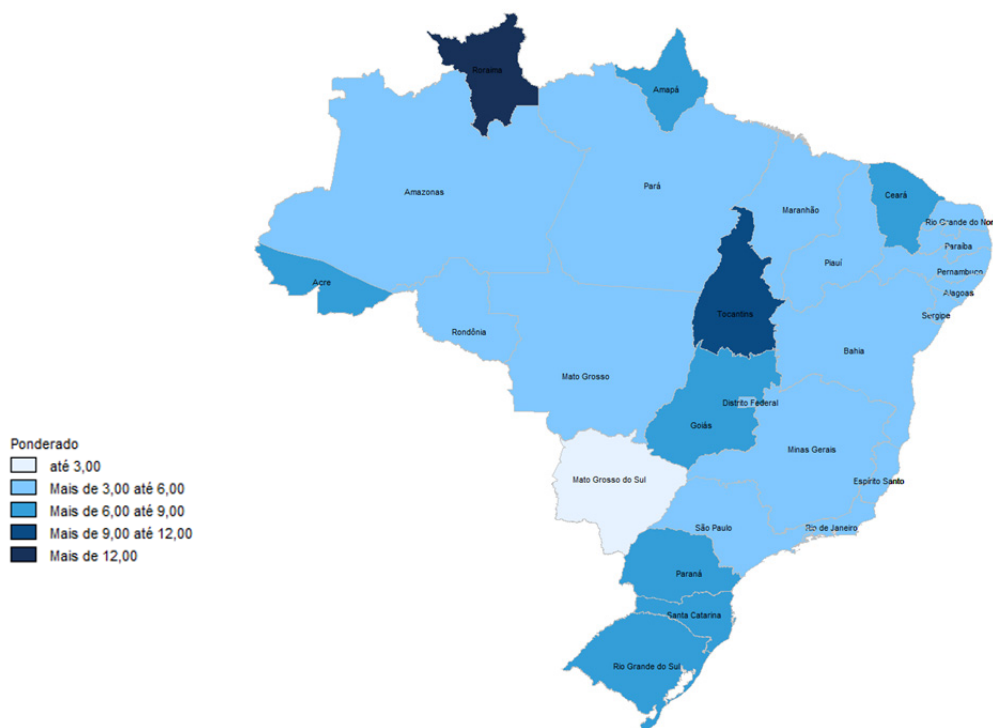 Roraima
Amapá
Amazonas
Pará
Maranhão
Ceará
Rio Grande do Nor
Paraíba
Piauí
Pernambuco
Alagoas
Sergipe
Acre
Rondônia
Tocantins
Bahia
Mato Grosso
Distrito Federal
Goiás
Minas Gerais
Espírito Santo
Mato Grosso do Sul
São Paulo
Rio de Janeiro
Paraná
Santa Catarina
Rio Grande do Sul
Ponderado
até 3,00
Mais de 3,00 até 6,00
Mais de 6,00 até 9,00
Mais de 9,00 até 12,00
Mais de 12,00